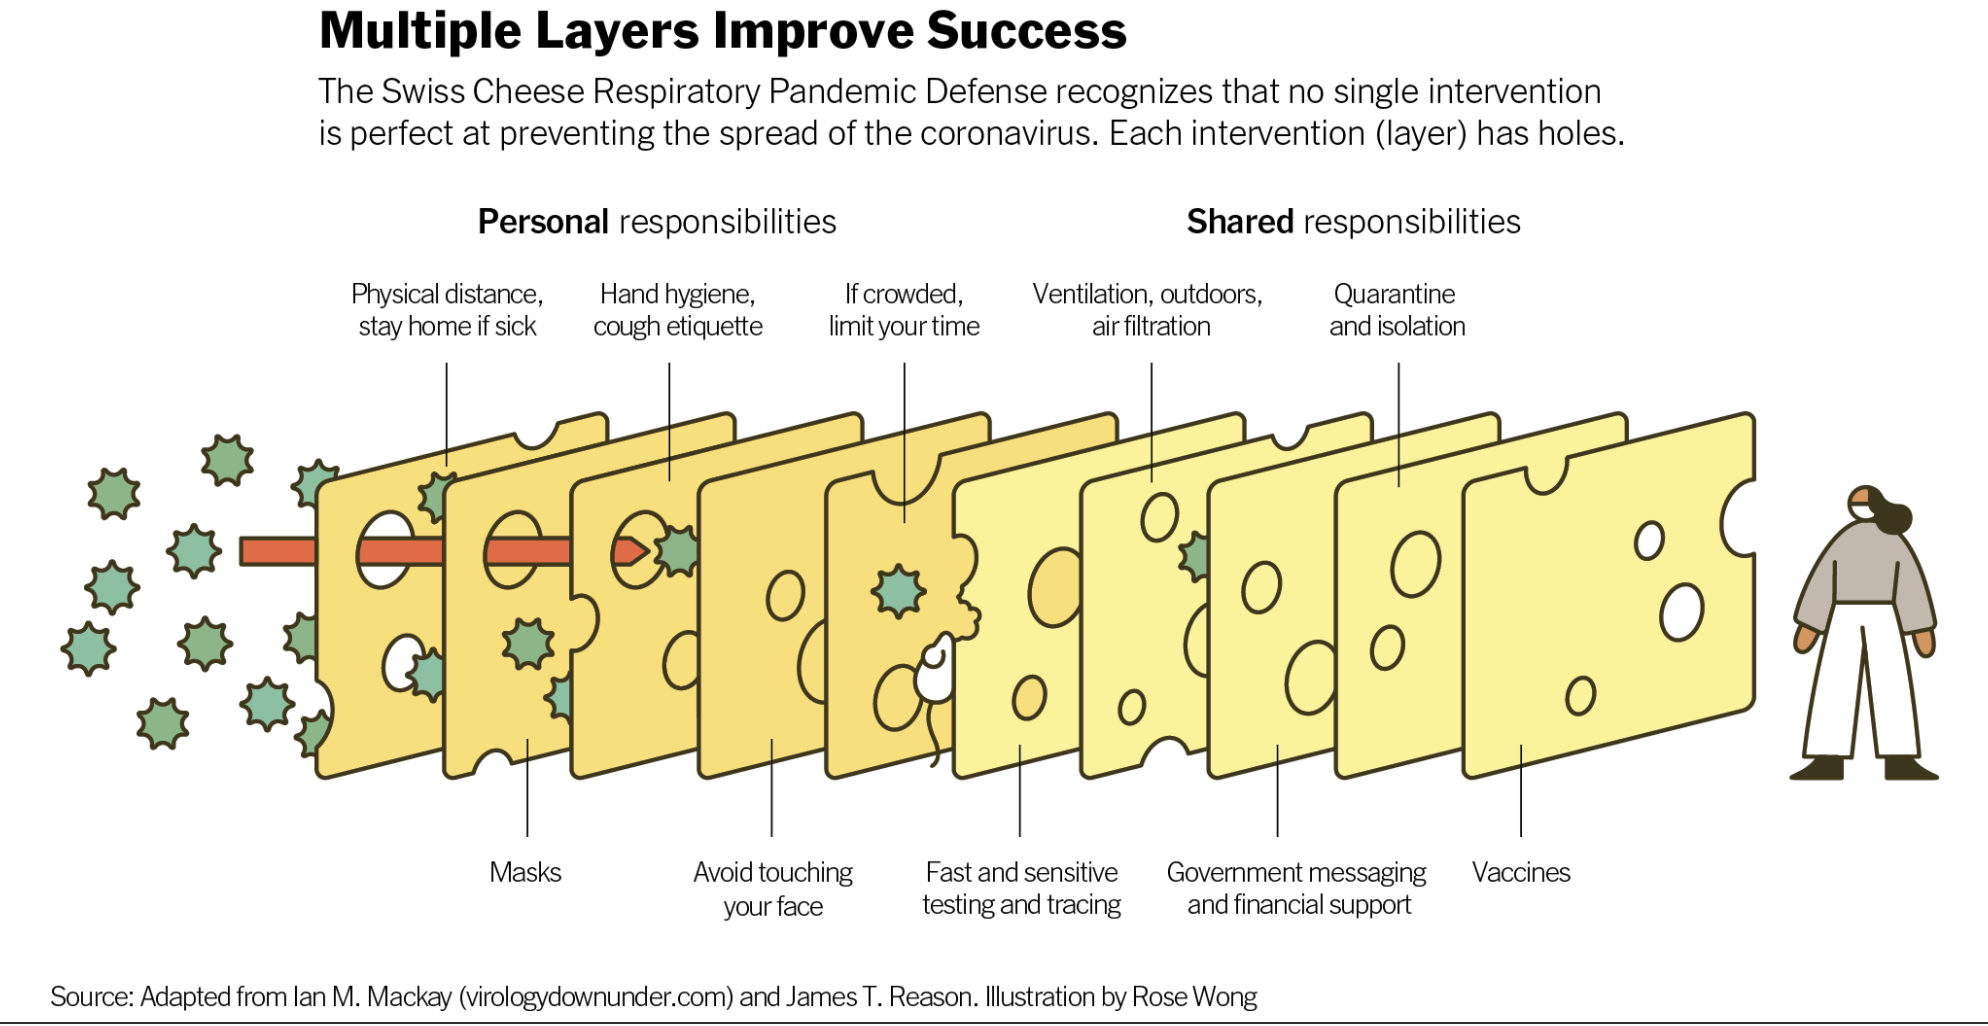 Multiple Layers Improve Success
The Swiss Cheese Respiratory Pandemic Defense recognizes that no single intervention
is perfect at preventing the spread of the coronavirus. Each intervention (layer) has holes.
Personal responsibilities
Shared responsibilities
Physical distance,
stay home if sick
Hand hygiene,
cough etiquette
If crowded,
limit your time
Ventilation, outdoors,
air filtration
Quarantine
and isolation
Masks
Avoid touching
your face
Fast and sensitive
testing and tracing
Government messaging
and financial support
Vaccines
Source: Adapted from Ian M. Mackay (virologydownunder.com) and James T. Reason. Illustration by Rose Wong